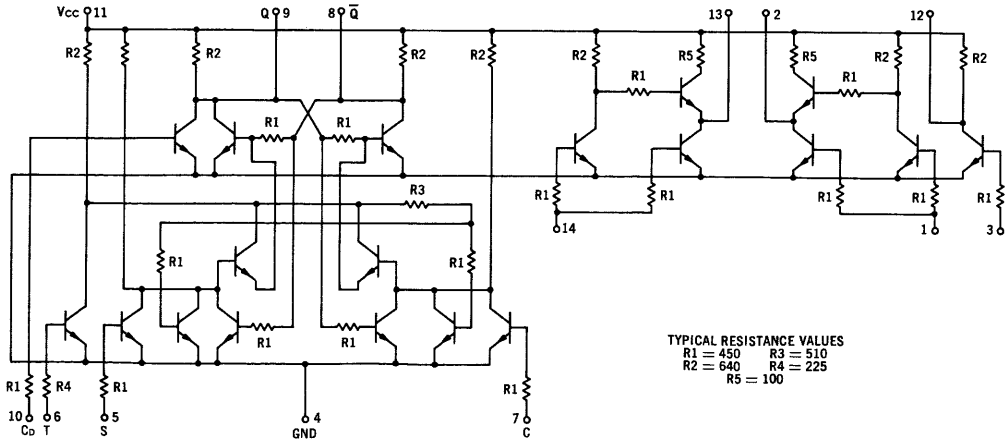 Vcc 11
Q 9
8 Q̅
13
2
12
R2
R2
R2
R2
R2
R5
R5
R2
R2
R1
R1
R1
R1
R1
R1
R1
R1
R1
14
1
3
R3
R1
R1
R1
R1
R1
R4
R1
R1
10
6
5
4
7
CD
T
S
GND
C
TYPICAL RESISTANCE VALUES
R1 = 450 R3 = 510
R2 = 640 R4 = 225
R5 = 100